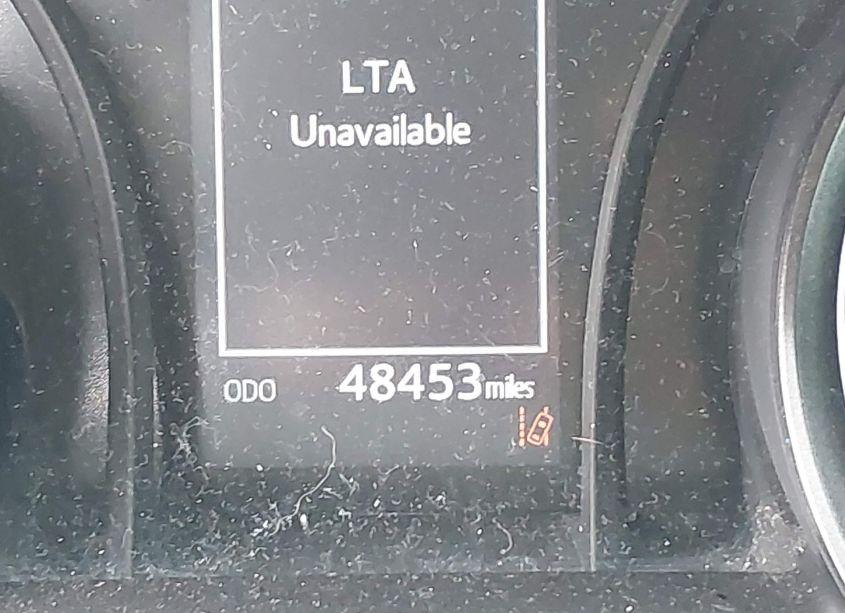 LTA
Unavailable
ODO 48453 miles